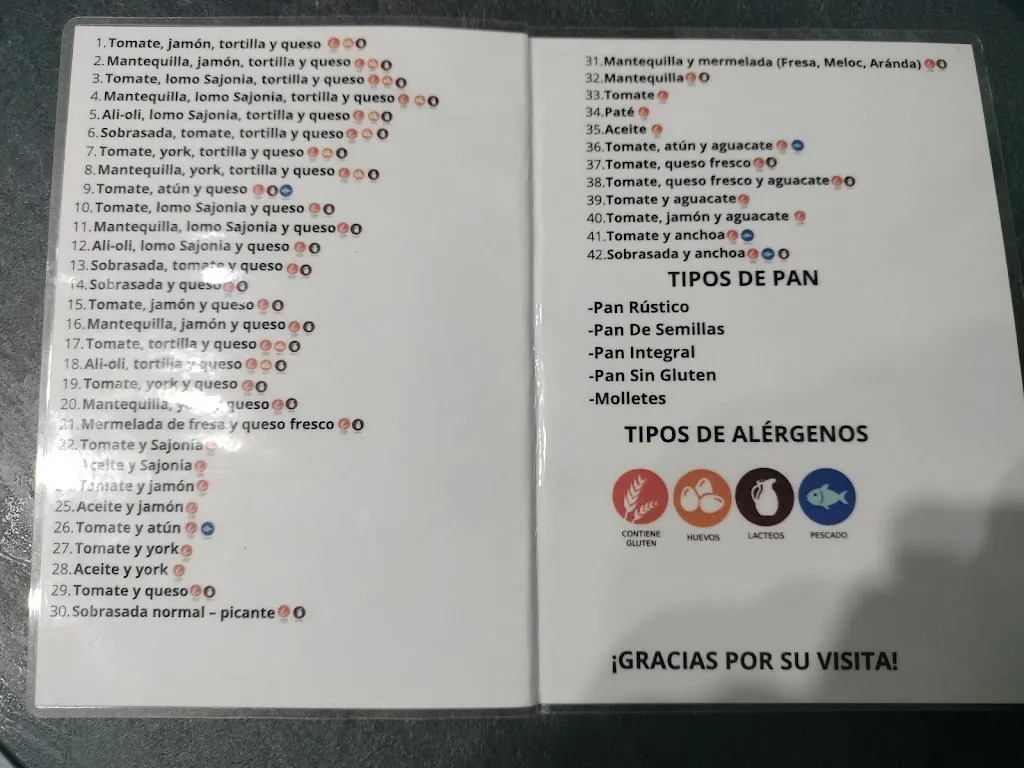 1.Tomate, jamón, tortilla y queso
2.Mantequilla, jamón, tortilla y queso
3.Tomate, lomo Sajonia, tortilla y queso
4.Mantequilla, lomo Sajonia, tortilla y queso
5.Ali-oli, lomo Sajonia, tortilla y queso
6.Sobrasada, tomate, tortilla y queso
7.Tomate, york, tortilla y queso
8.Mantequilla, york, tortilla y queso
9.Tomate, atún y queso
10.Tomate, lomo Sajonia y queso
11.Mantequilla, lomo Sajonia y queso
12.Ali-oli, lomo Sajonia y queso
13.Sobrasada, tomate y queso
14.Sobrasada y queso
15.Tomate, jamón y queso
16.Mantequilla, jamón y queso
17.Tomate, tortilla y queso
18.Ali-oli, tortilla y queso
19.Tomate, york y queso
20.Mantequilla, queso
21.Mermelada de fresa y queso fresco
22.Tomate y Sajonia
Aceite y Sajonia
Tomate y jamón
25.Aceite y jamón
26.Tomate y atún
27.Tomate y york
28.Aceite y york
29.Tomate y queso
30.Sobrasada normal – picante
31.Mantequilla y mermelada (Fresa, Meloc, Aránda)
32.Mantequilla
33.Tomate
34.Paté
35.Aceite
36.Tomate, atún y aguacate
37.Tomate, queso fresco
38.Tomate, queso fresco y aguacate
39.Tomate y aguacate
40.Tomate, jamón y aguacate
41.Tomate y anchoa
42.Sobrasada y anchoa
TIPOS DE PAN
-Pan Rústico
-Pan De Semillas
-Pan Integral
-Pan Sin Gluten
-Molletes
TIPOS DE ALÉRGENOS
CONTIENE
GLUTEN
HUEVOS
LACTEOS
PESCADO
¡GRACIAS POR SU VISITA!